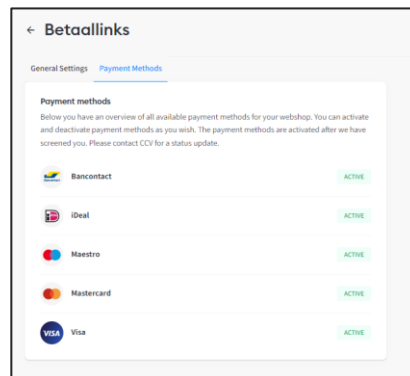 ← Betaallinks
General Settings Payment Methods
Payment methods
Below you have an overview of all available payment methods for your webshop. You can activate
and deactivate payment methods as you wish. The payment methods are activated after we have
screened you. Please contact CCV for a status update.
Bancontact ACTIVE
iDeal ACTIVE
Maestro ACTIVE
Mastercard ACTIVE
VISA Visa ACTIVE